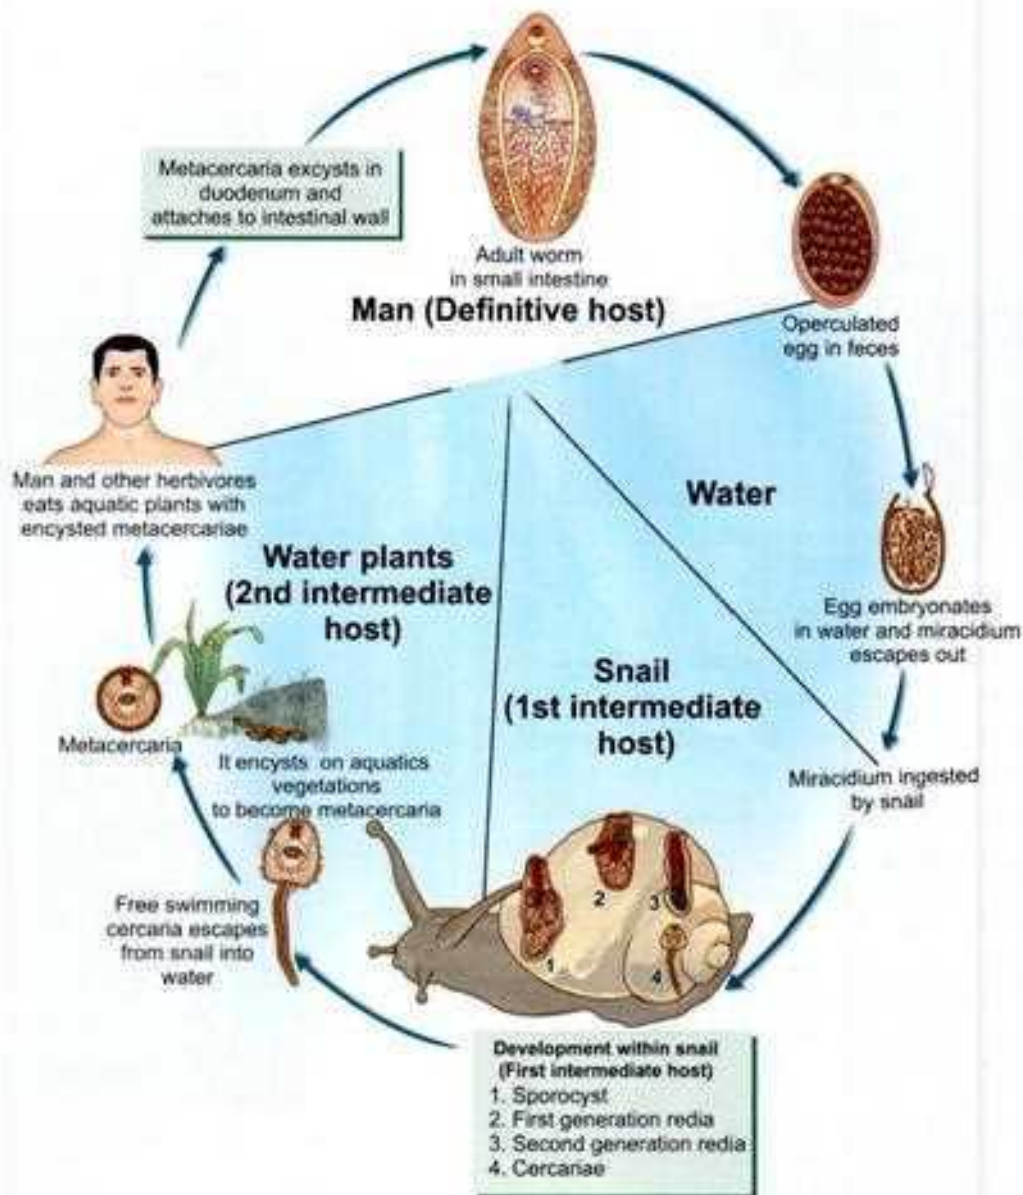 Metacercaria excysts in
duodenum and
attaches to intestinal wall
Adult worm
in small intestine
Man (Definitive host)
Operculated
egg in feces
Man and other herbivores
eats aquatic plants with
encysted metacercariae
Water
Water plants
(2nd intermediate
host)
Egg embryonates
in water and miracidium
escapes out
Snail
(1st intermediate
host)
Metacercaria
It encysts on aquatics
vegetations
to become metacercaria
Miracidium ingested
by snail
Free swimming
cercaria escapes
from snail into
water
1
2
3
4
Development within snail
(First intermediate host)
1. Sporocyst
2. First generation redia
3. Second generation redia
4. Cercariae